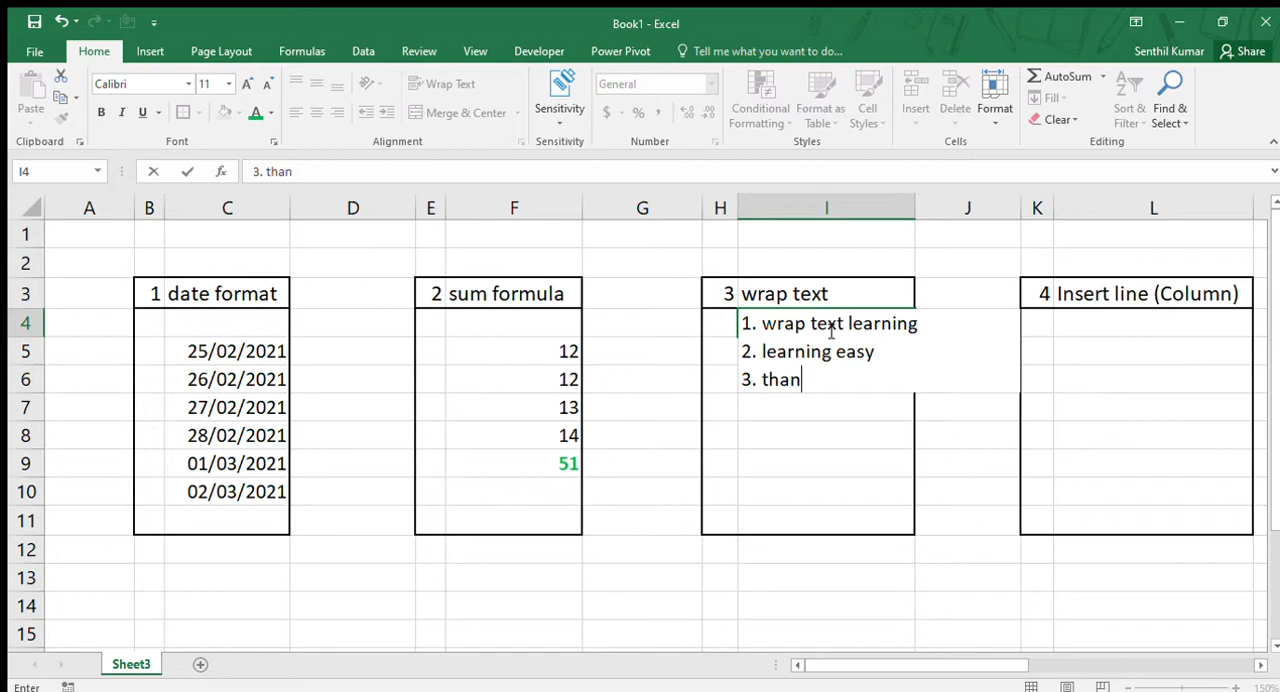 Book1 - Excel
File Home Insert Page Layout Formulas Data Review View Developer Power Pivot Tell me what you want to do... Senthil Kumar Share
Paste
Calibri 11
B I U
Wrap Text
Merge & Center
Sensitivity
General
$ % ,
Conditional Formatting
Format as Table
Cell Styles
Insert
Delete
Format
AutoSum
Fill
Clear
Sort & Filter
Find & Select
Clipboard Font Alignment Sensitivity Number Styles Cells Editing
I4 fx 3. than
A B C D E F G H I J K L
1
2
3 1 date format 2 sum formula 3 wrap text 4 Insert line (Column)
4 1. wrap text learning
5 25/02/2021 12 2. learning easy
6 26/02/2021 12 3. than
7 27/02/2021 13
8 28/02/2021 14
9 01/03/2021 51
10 02/03/2021
11
12
13
14
15
Sheet3
Enter 150%